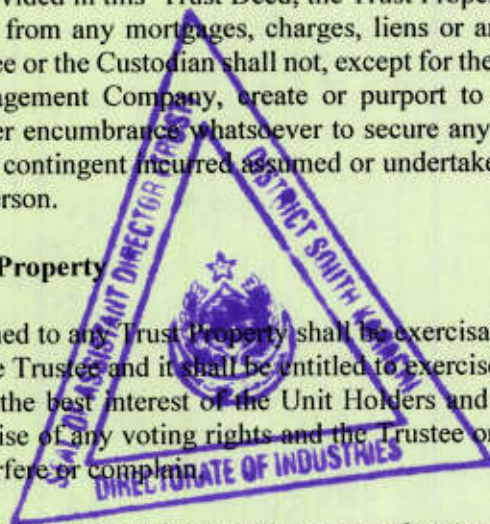 vided in this Trust Deed, the Trust Proper
from any mortgages, charges, liens or an
ee or the Custodian shall not, except for the
agement Company, create or purport to
er encumbrance whatsoever to secure any
contingent incurred assumed or undertake
erson.
Property
ned to any Trust Property shall be exercisa
e Trustee and it shall be entitled to exercise
the best interest of the Unit Holders and
ise of any voting rights and the Trustee or
rfere or complain.
ASSISTANT DIRECTOR (TRUST)
DISTRICT SOUTH KARACHI
DIRECTORATE OF INDUSTRIES